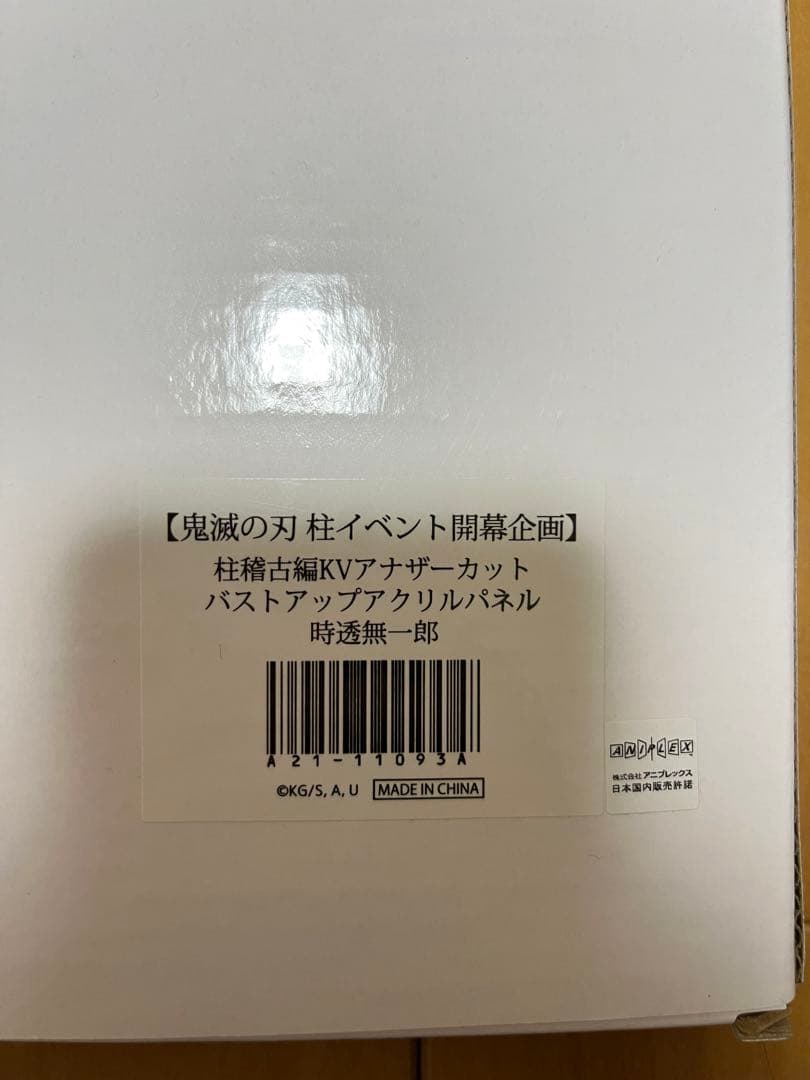 【鬼滅の刃 柱イベント開幕企画】
柱稽古編KVアナザーカット
バストアップアクリルパネル
時透無一郎
A21-11093A
©KG/S, A, U MADE IN CHINA
ANIPLEX
株式会社 アニプレックス
日本国内販売許諾